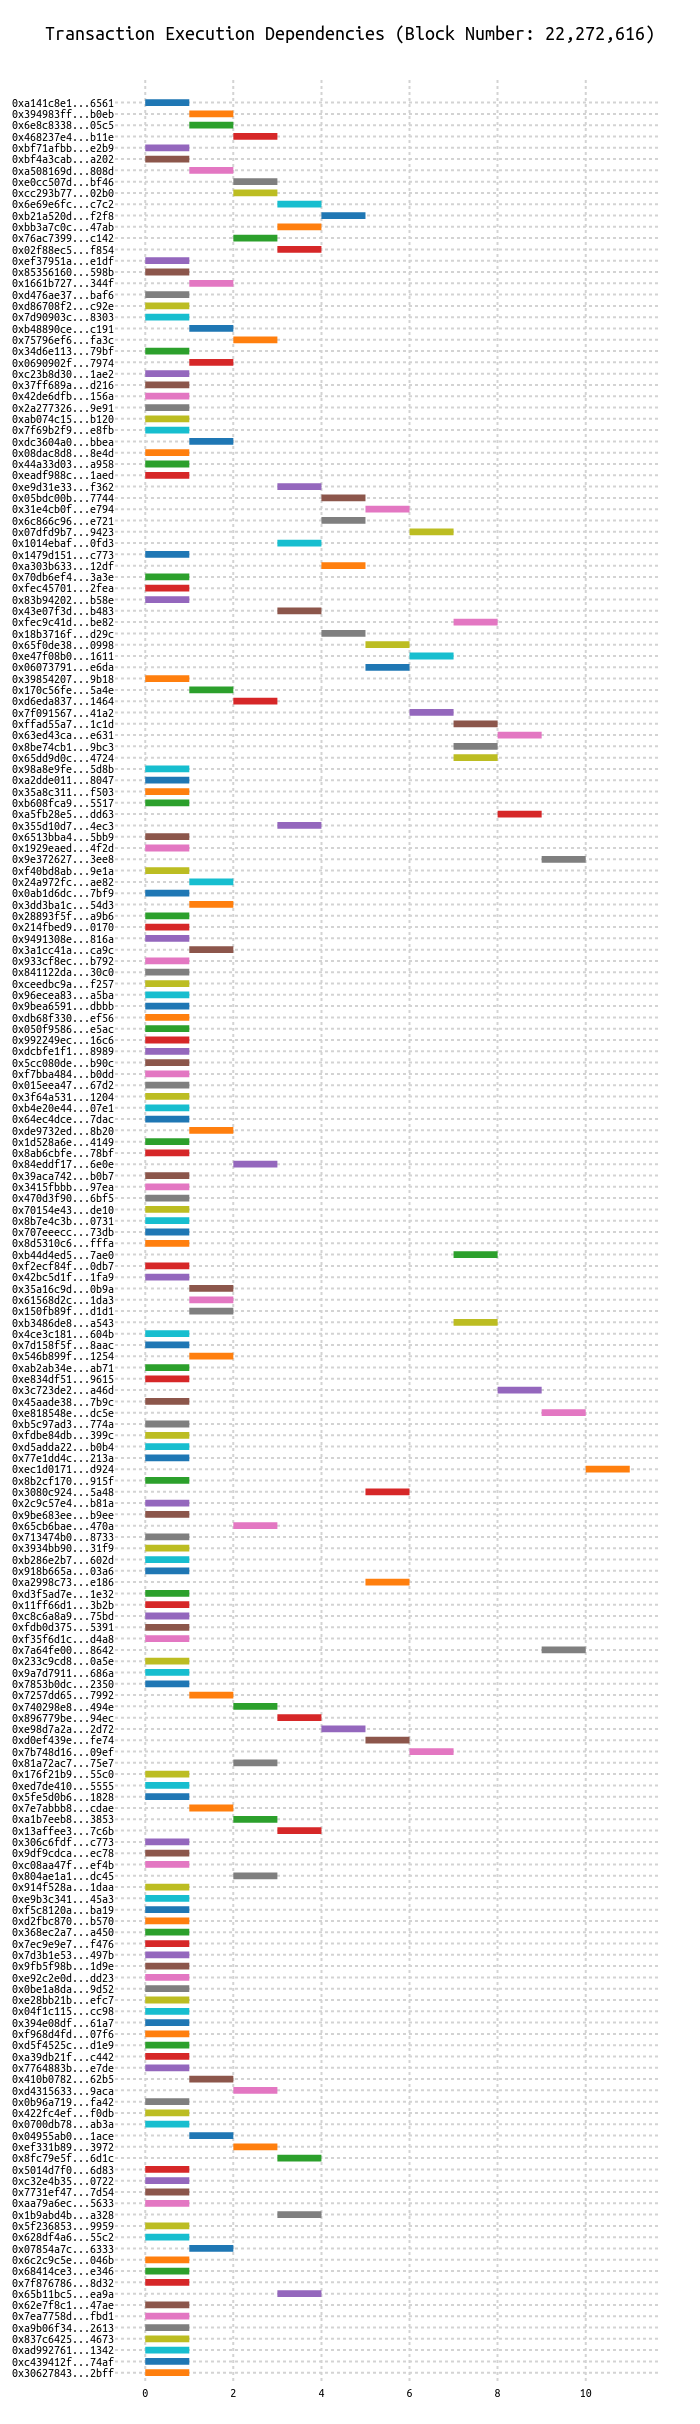 Transaction Execution Dependencies (Block Number: 22,272,616)
0xa141c8e1...6561
0x394983ff...b0eb
0x6e8c8338...05c5
0x468237e4...b11e
0xbf71afbb...e2b9
0xbf4a3cab...a202
0xa508169d...808d
0xe0cc507d...bf46
0xcc293b77...02b0
0x6e69e6fc...c7c2
0xb21a520d...f2f8
0xbb3a7c0c...47ab
0x76ac7399...c142
0x02f88ec5...f854
0xef37951a...e1df
0x85356160...598b
0x1661b727...344f
0xd476ae37...baf6
0xd86708f2...c92e
0x7d90903c...8303
0xb48890ce...c191
0x75796ef6...fa3c
0x34d6e113...79bf
0x0690902f...7974
0xc23b8d30...1ae2
0x37ff689a...d216
0x42de6dfb...156a
0x2a277326...9e91
0xab074c15...b120
0x7f69b2f9...e8fb
0xdc3604a0...bbea
0x08dac8d8...8e4d
0x44a33d03...a958
0xeadf988c...1aed
0xe9d31e33...f362
0x05bdc00b...7744
0x31e4cb0f...e794
0x6c866c96...e721
0x07dfd9b7...9423
0x1014ebaf...0fd3
0x1479d151...c773
0xa303b633...12df
0x70db6ef4...3a3e
0xfec45701...2fea
0x83b94202...b58e
0x43e07f3d...b483
0xfec9c41d...be82
0x18b3716f...d29c
0x65f0de38...0998
0xe47f08b0...1611
0x06073791...e6da
0x39854207...9b18
0x170c56fe...5a4e
0xd6eda837...1464
0x7f091567...41a2
0xffad55a7...1c1d
0x63ed43ca...e631
0x8be74cb1...9bc3
0x65dd9d0c...4724
0x98a8e9fe...5d8b
0xa2dde011...8047
0x35a8c311...f503
0xb608fca9...5517
0xa5fb28e5...dd63
0x355d10d7...4ec3
0x6513bba4...5bb9
0x1929eaed...4f2d
0x9e372627...3ee8
0xf40bd8ab...9e1a
0x24a972fc...ae82
0x0ab1d6dc...7bf9
0x3dd3ba1c...54d3
0x28893f5f...a9b6
0x214fbed9...0170
0x9491308e...816a
0x3a1cc41a...ca9c
0x933cf8ec...b792
0x841122da...30c0
0xceedbc9a...f257
0x96ecea83...a5ba
0x9bea6591...dbbb
0xdb68f330...ef56
0x050f9586...e5ac
0x992249ec...16c6
0xdcbfe1f1...8989
0x5cc080de...b90c
0xf7bba484...b0dd
0x015eea47...67d2
0x3f64a531...1204
0xb4e20e44...07e1
0x64ec4dce...7dac
0xde9732ed...8b20
0x1d528a6e...4149
0x8ab6cbfe...78bf
0x84eddf17...6e0e
0x39aca742...b0b7
0x3415fbbb...97ea
0x470d3f90...6bf5
0x70154e43...de10
0x8b7e4c3b...0731
0x707eeecc...73db
0x8d5310c6...fffa
0xb44d4ed5...7ae0
0xf2ecf84f...0db7
0x42bc5d1f...1fa9
0x35a16c9d...0b9a
0x61568d2c...1da3
0x150fb89f...d1d1
0xb3486de8...a543
0x4ce3c181...604b
0x7d158f5f...8aac
0x546b899f...1254
0xab2ab34e...ab71
0xe834df51...9615
0x3c723de2...a46d
0x45aade38...7b9c
0xe818548e...dc5e
0xb5c97ad3...774a
0xfdbe84db...399c
0xd5adda22...b0b4
0x77e1dd4c...213a
0xec1d0171...d924
0x8b2cf170...915f
0x3080c924...5a48
0x2c9c57e4...b81a
0x9be683ee...b9ee
0x65cb6bae...470a
0x713474b0...8733
0x3934bb90...31f9
0xb286e2b7...602d
0x918b665a...03a6
0xa2998c73...e186
0xd3f5ad7e...1e32
0x11ff66d1...3b2b
0xc8c6a8a9...75bd
0xfdb0d375...5391
0xf35f6d1c...d4a8
0x7a64fe00...8642
0x233c9cd8...0a5e
0x9a7d7911...686a
0x7853b0dc...2350
0x7257dd65...7992
0x740298e8...494e
0x896779be...94ec
0xe98d7a2a...2d72
0xd0ef439e...fe74
0x7b748d16...09ef
0x81a72ac7...75e7
0x176f21b9...55c0
0xed7de410...5555
0x5fe5d0b6...1828
0x7e7abbb8...cdae
0xa1b7eeb8...3853
0x13affee3...7c6b
0x306c6fdf...c773
0x9df9cdca...ec78
0xc08aa47f...ef4b
0x804ae1a1...dc45
0x914f528a...1daa
0xe9b3c341...45a3
0xf5c8120a...ba19
0xd2fbc870...b570
0x368ec2a7...a450
0x7ec9e9e7...f476
0x7d3b1e53...497b
0x9fb5f98b...1d9e
0xe92c2e0d...dd23
0x0be1a8da...9d52
0xe28bb21b...efc7
0x04f1c115...cc98
0x394e08df...61a7
0xf968d4fd...07f6
0xd5f4525c...d1e9
0xa39db21f...c442
0x7764883b...e7de
0x410b0782...62b5
0xd4315633...9aca
0x0b96a719...fa42
0x422fc4ef...f0db
0x0700db78...ab3a
0x04955ab0...1ace
0xef331b89...3972
0x8fc79e5f...6d1c
0x5014d7f0...6d83
0xc32e4b35...0722
0x7731ef47...7d54
0xaa79a6ec...5633
0x1b9abd4b...a328
0x5f236853...9959
0x628df4a6...55c2
0x07854a7c...6333
0x6c2c9c5e...046b
0x68414ce3...e346
0x7f876786...8d32
0x65b11bc5...ea9a
0x62e7f8c1...47ae
0x7ea7758d...fbd1
0xa9b06f34...2613
0x837c6425...4673
0xad992761...1342
0xc439412f...74af
0x30627843...2bff
0 2 4 6 8 10